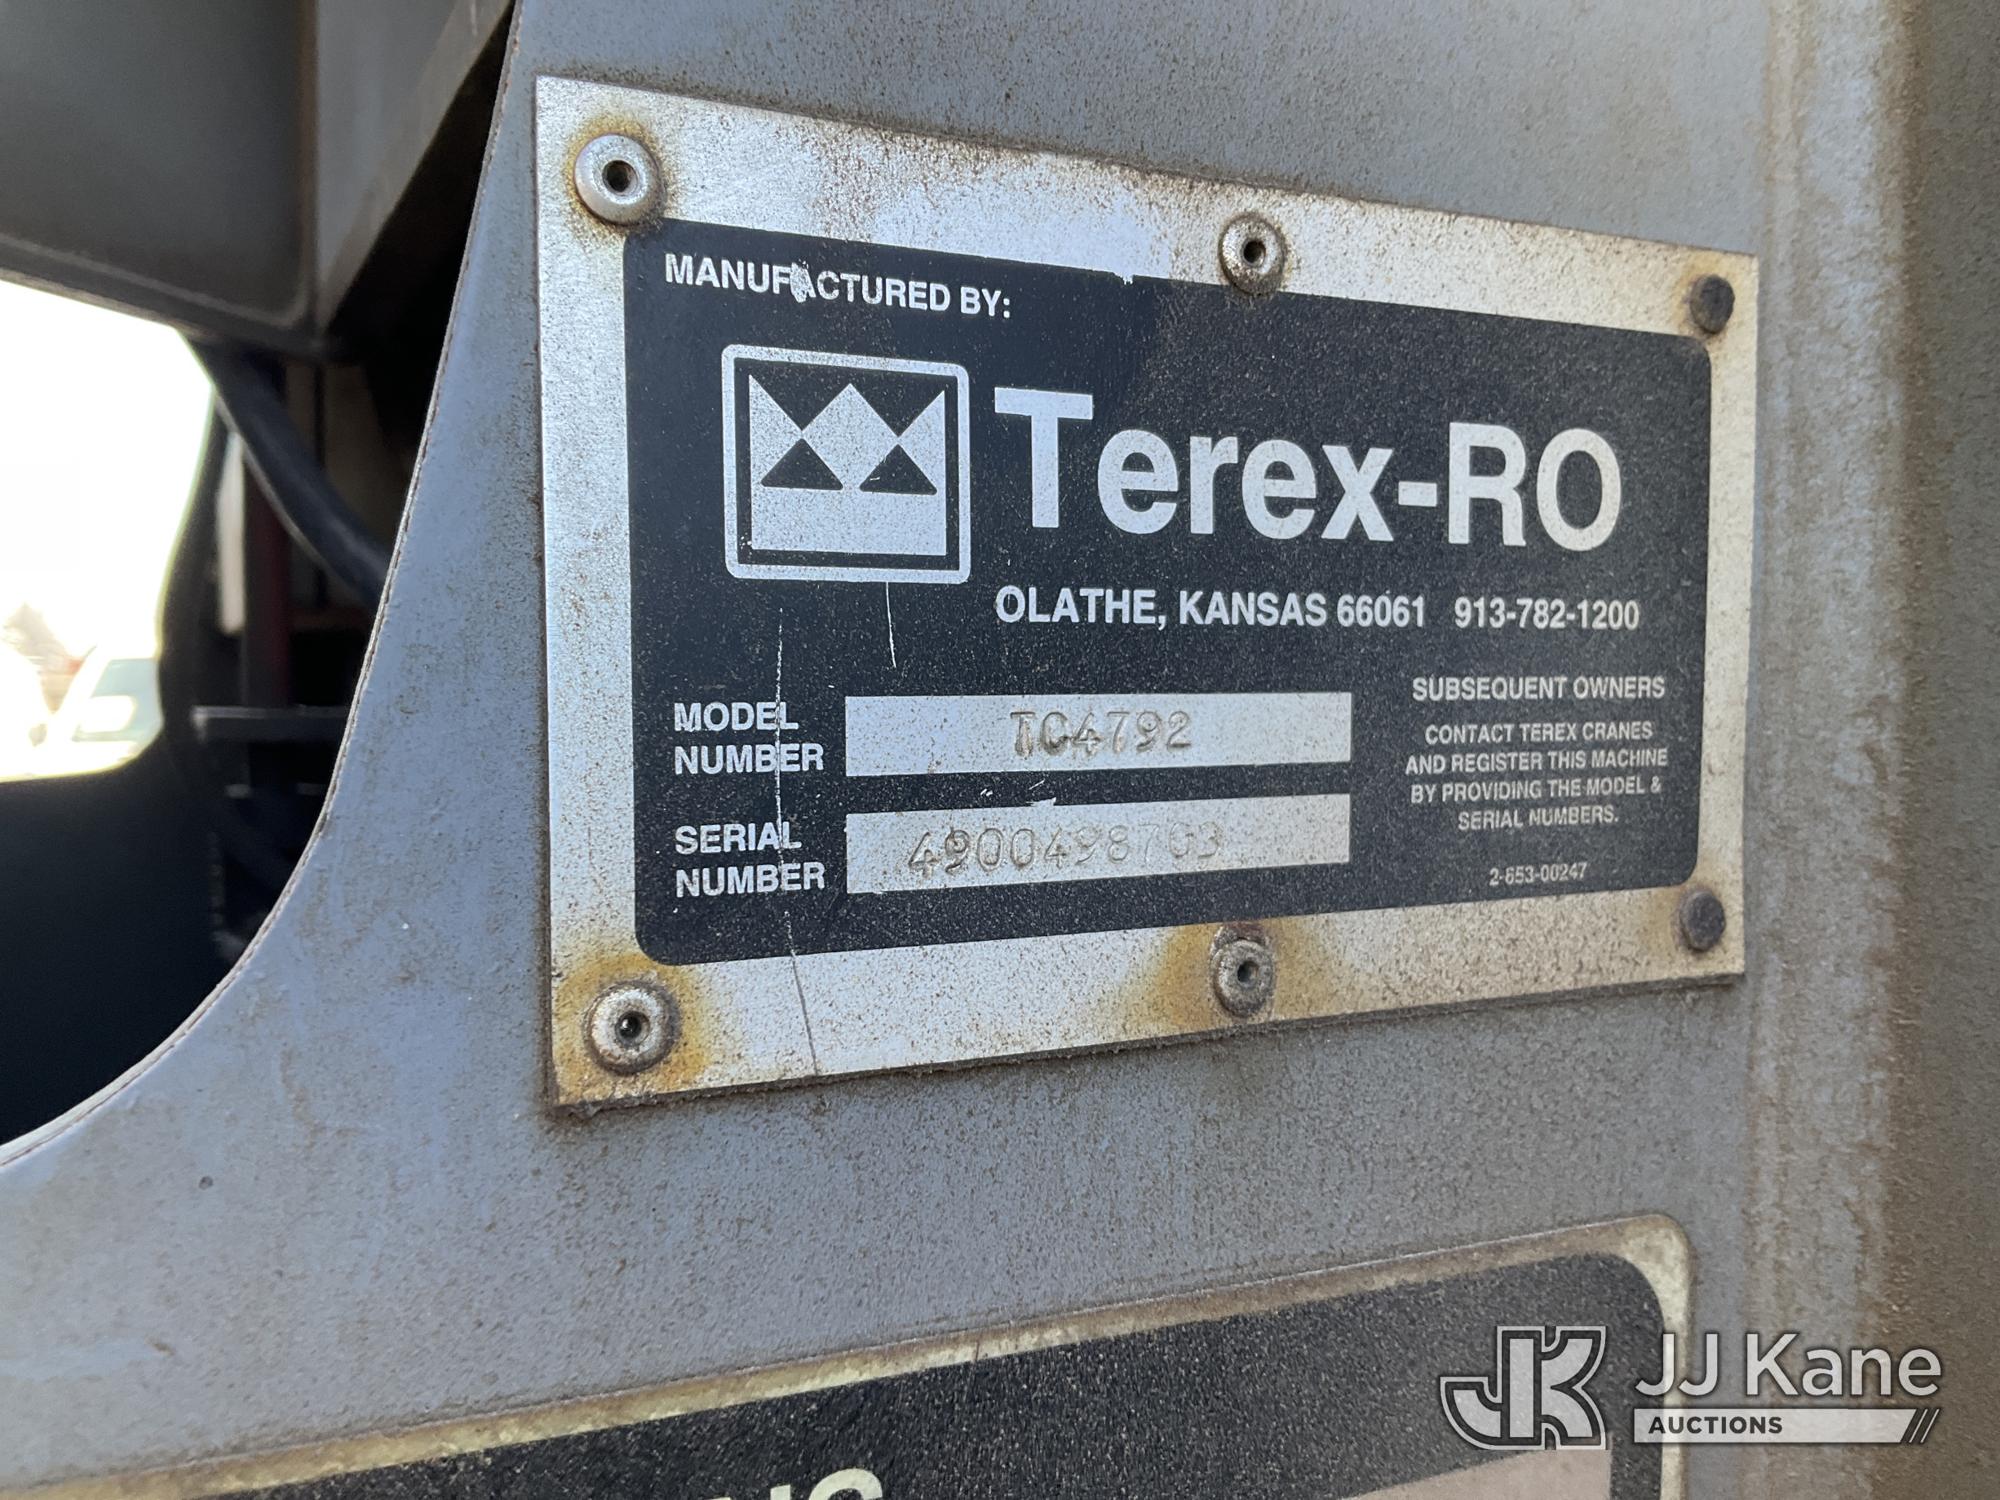 MANUFACTURED BY:
Terex-RO
OLATHE, KANSAS 66061 913-782-1200
MODEL NUMBER TC4792
SERIAL NUMBER 4900498703
SUBSEQUENT OWNERS
CONTACT TEREX CRANES
AND REGISTER THIS MACHINE
BY PROVIDING THE MODEL &
SERIAL NUMBERS.
2-653-00247
JK JJ Kane
AUCTIONS